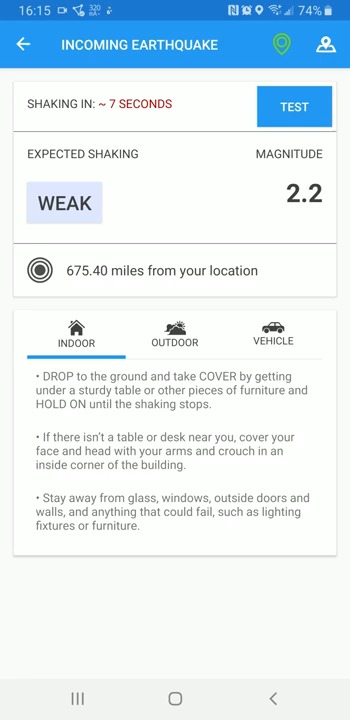 16:15 320 74%
INCOMING EARTHQUAKE
SHAKING IN: ~ 7 SECONDS
TEST
EXPECTED SHAKING
MAGNITUDE
WEAK
2.2
675.40 miles from your location
INDOOR
OUTDOOR
VEHICLE
• DROP to the ground and take COVER by getting
under a sturdy table or other pieces of furniture and
HOLD ON until the shaking stops.
• If there isn't a table or desk near you, cover your
face and head with your arms and crouch in an
inside corner of the building.
• Stay away from glass, windows, outside doors and
walls, and anything that could fail, such as lighting
fixtures or furniture.